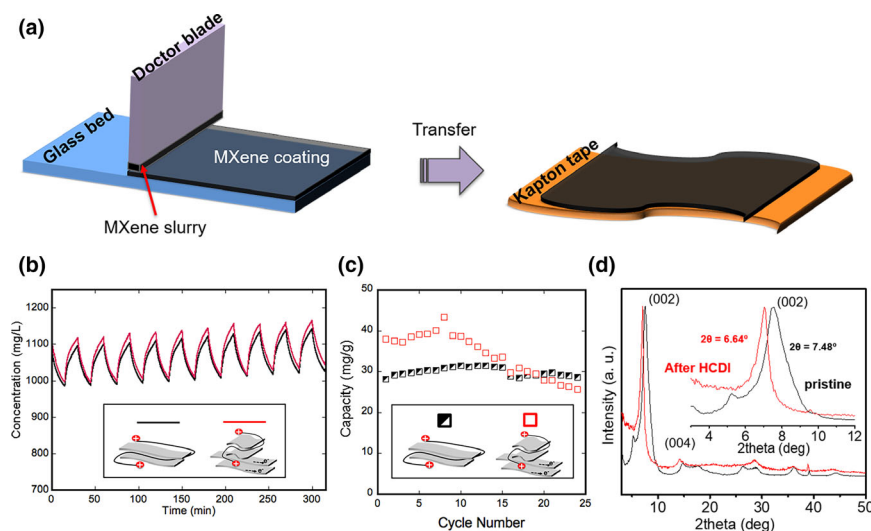 (a)
Doctor blade
Glass bed
MXene coating
MXene slurry
Transfer
Kapton tape
(b)
Concentration (mg/L)
1200
1100
1000
900
800
700
0 50 100 150 200 250 300
Time (min)
(c)
Capacity (mg/g)
50
40
30
20
10
0
0 5 10 15 20 25
Cycle Number
e⁻
e⁻
(d)
Intensity (a. u.)
(002)
(002)
2θ = 6.64°
2θ = 7.48°
After HCDI
pristine
4 6 8 10 12
2theta (deg)
(004)
10 20 30 40 50
2theta (deg)